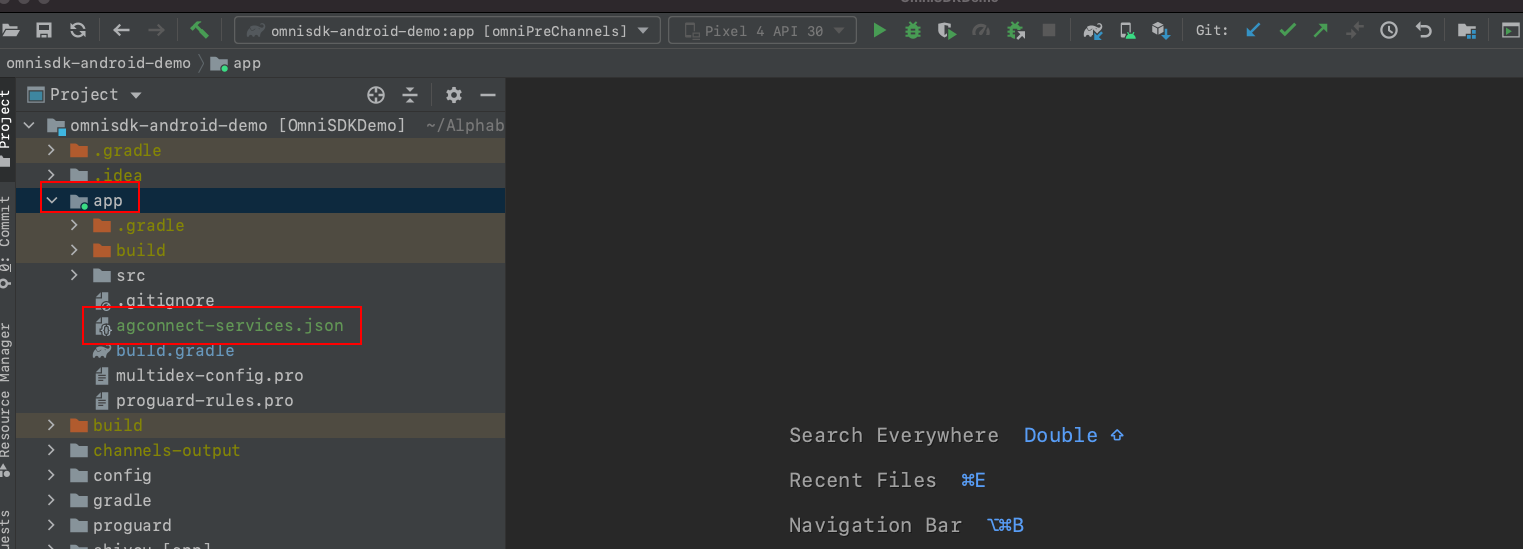 OmniSDKDemo
omnisdk-android-demo:app [omniPreChannels]
Pixel 4 API 30
Git:
omnisdk-android-demo
app
Project
Project
omnisdk-android-demo [OmniSDKDemo] ~/Alphab
.gradle
.idea
app
.gradle
build
src
.gitignore
agconnect-services.json
build.gradle
multidex-config.pro
proguard-rules.pro
build
channels-output
config
gradle
proguard
0: Commit
Resource Manager
Search Everywhere Double ⇧
Recent Files ⌘E
Navigation Bar ⌥⌘B